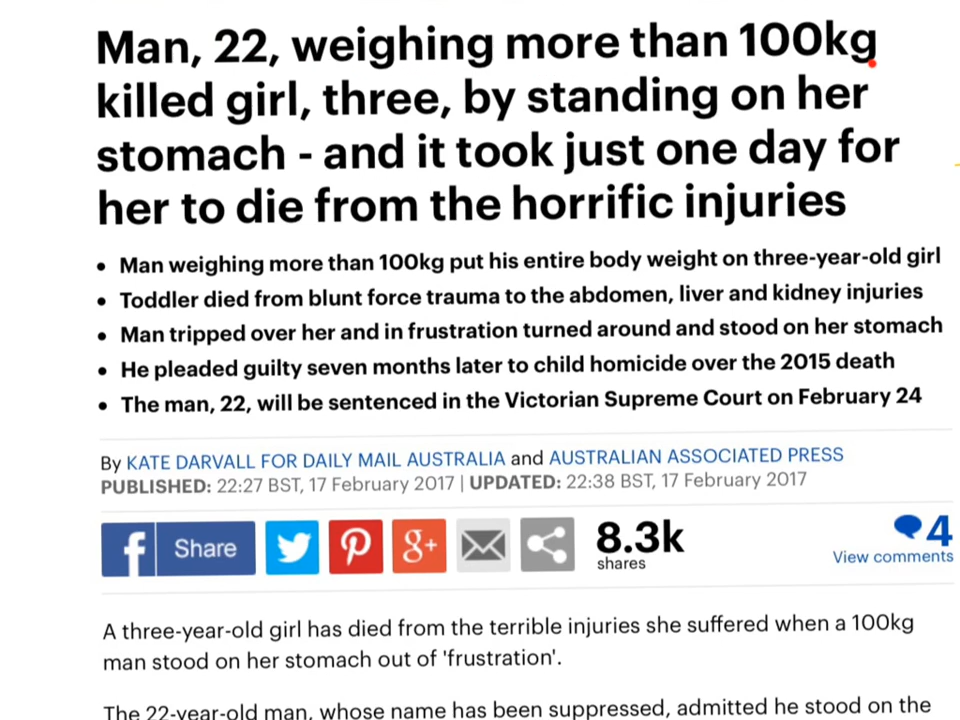 Man, 22, weighing more than 100kg
killed girl, three, by standing on her
stomach - and it took just one day for
her to die from the horrific injuries
• Man weighing more than 100kg put his entire body weight on three-year-old girl
• Toddler died from blunt force trauma to the abdomen, liver and kidney injuries
• Man tripped over her and in frustration turned around and stood on her stomach
• He pleaded guilty seven months later to child homicide over the 2015 death
• The man, 22, will be sentenced in the Victorian Supreme Court on February 24
By KATE DARVALL FOR DAILY MAIL AUSTRALIA and AUSTRALIAN ASSOCIATED PRESS
PUBLISHED: 22:27 BST, 17 February 2017 | UPDATED: 22:38 BST, 17 February 2017
f Share g+ 8.3k shares 4 View comments
A three-year-old girl has died from the terrible injuries she suffered when a 100kg
man stood on her stomach out of 'frustration'.
The 22-year-old man, whose name has been suppressed, admitted he stood on the